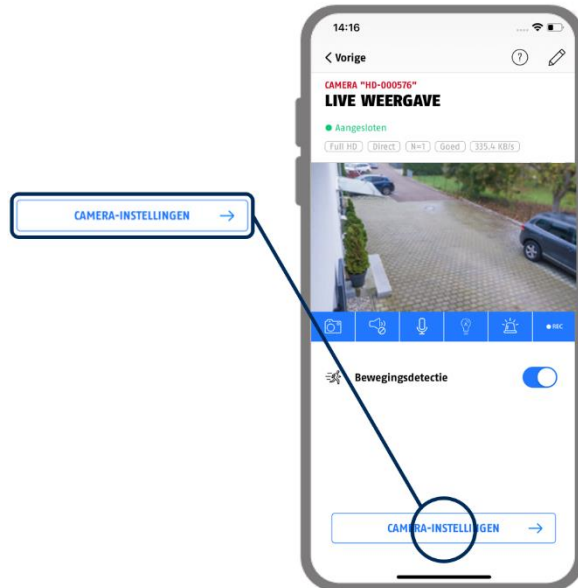 14:16
Vorige
CAMERA "HD-000576"
LIVE WEERGAVE
Aangesloten
Full HD Direct N=1 Goed 335.4 KB/s
REC
Bewegingsdetectie
CAMERA-INSTELLINGEN
CAMERA-INSTELLINGEN